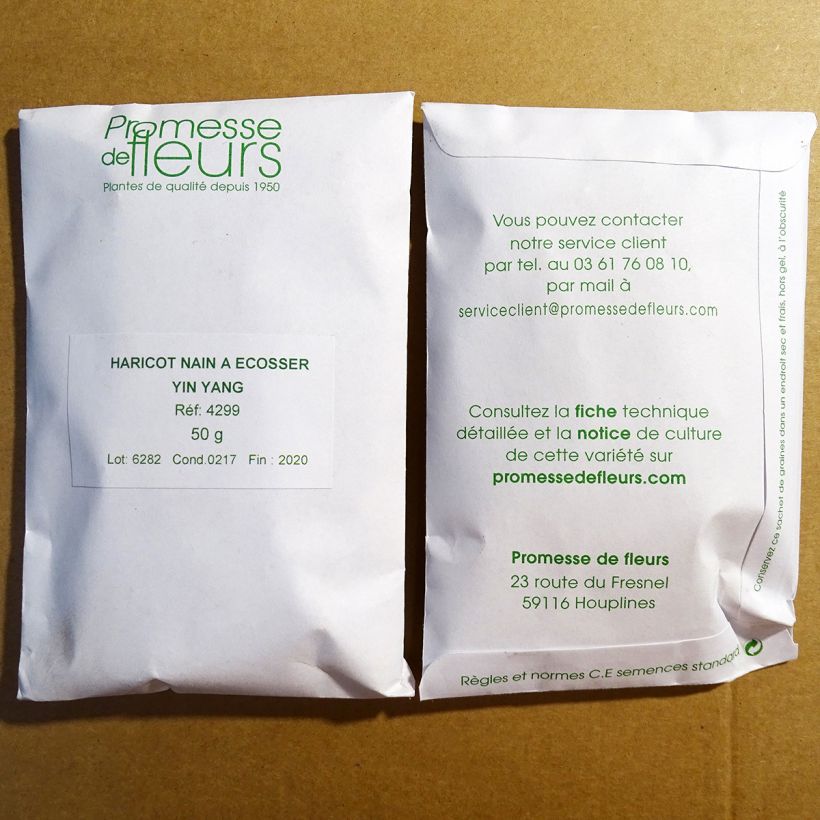 Promesse
de fleurs
Plantes de qualité depuis 1950
HARICOT NAIN A ECOSSER
YIN YANG
Réf: 4299
50 g
Lot: 6282 Cond.0217 Fin : 2020
Vous pouvez contacter
notre service client
par tel. au 03 61 76 08 10,
par mail à
serviceclient@promessedefleurs.com
Consultez la fiche technique
détaillée et la notice de culture
de cette variété sur
promessedefleurs.com
Promesse de fleurs
23 route du Fresnel
59116 Houplines
Règles et normes C.E semences standard
Conservez ce sachet de graines dans un endroit sec et frais, hors gel, à l'obscurité